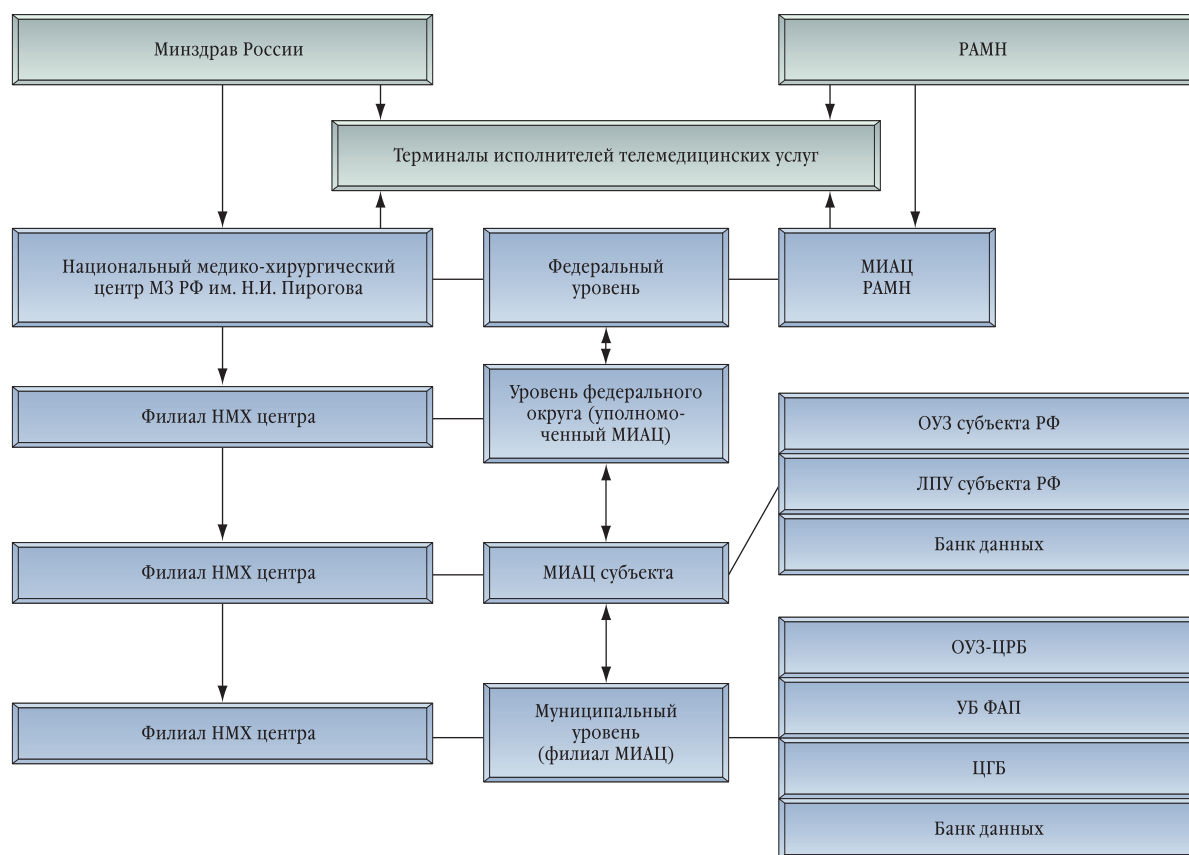 Минздрав России
РАМН
Терминалы исполнителей телемедицинских услуг
Национальный медико-хирургический
центр МЗ РФ им. Н.И. Пирогова
Федеральный
уровень
МИАЦ
РАМН
Филиал НМХ центра
Уровень федерального
округа (уполномо-
ченный МИАЦ)
ОУЗ субъекта РФ
ЛПУ субъекта РФ
Банк данных
Филиал НМХ центра
МИАЦ субъекта
ОУЗ-ЦРБ
УБ ФАП
ЦГБ
Банк данных
Филиал НМХ центра
Муниципальный
уровень
(филиал МИАЦ)